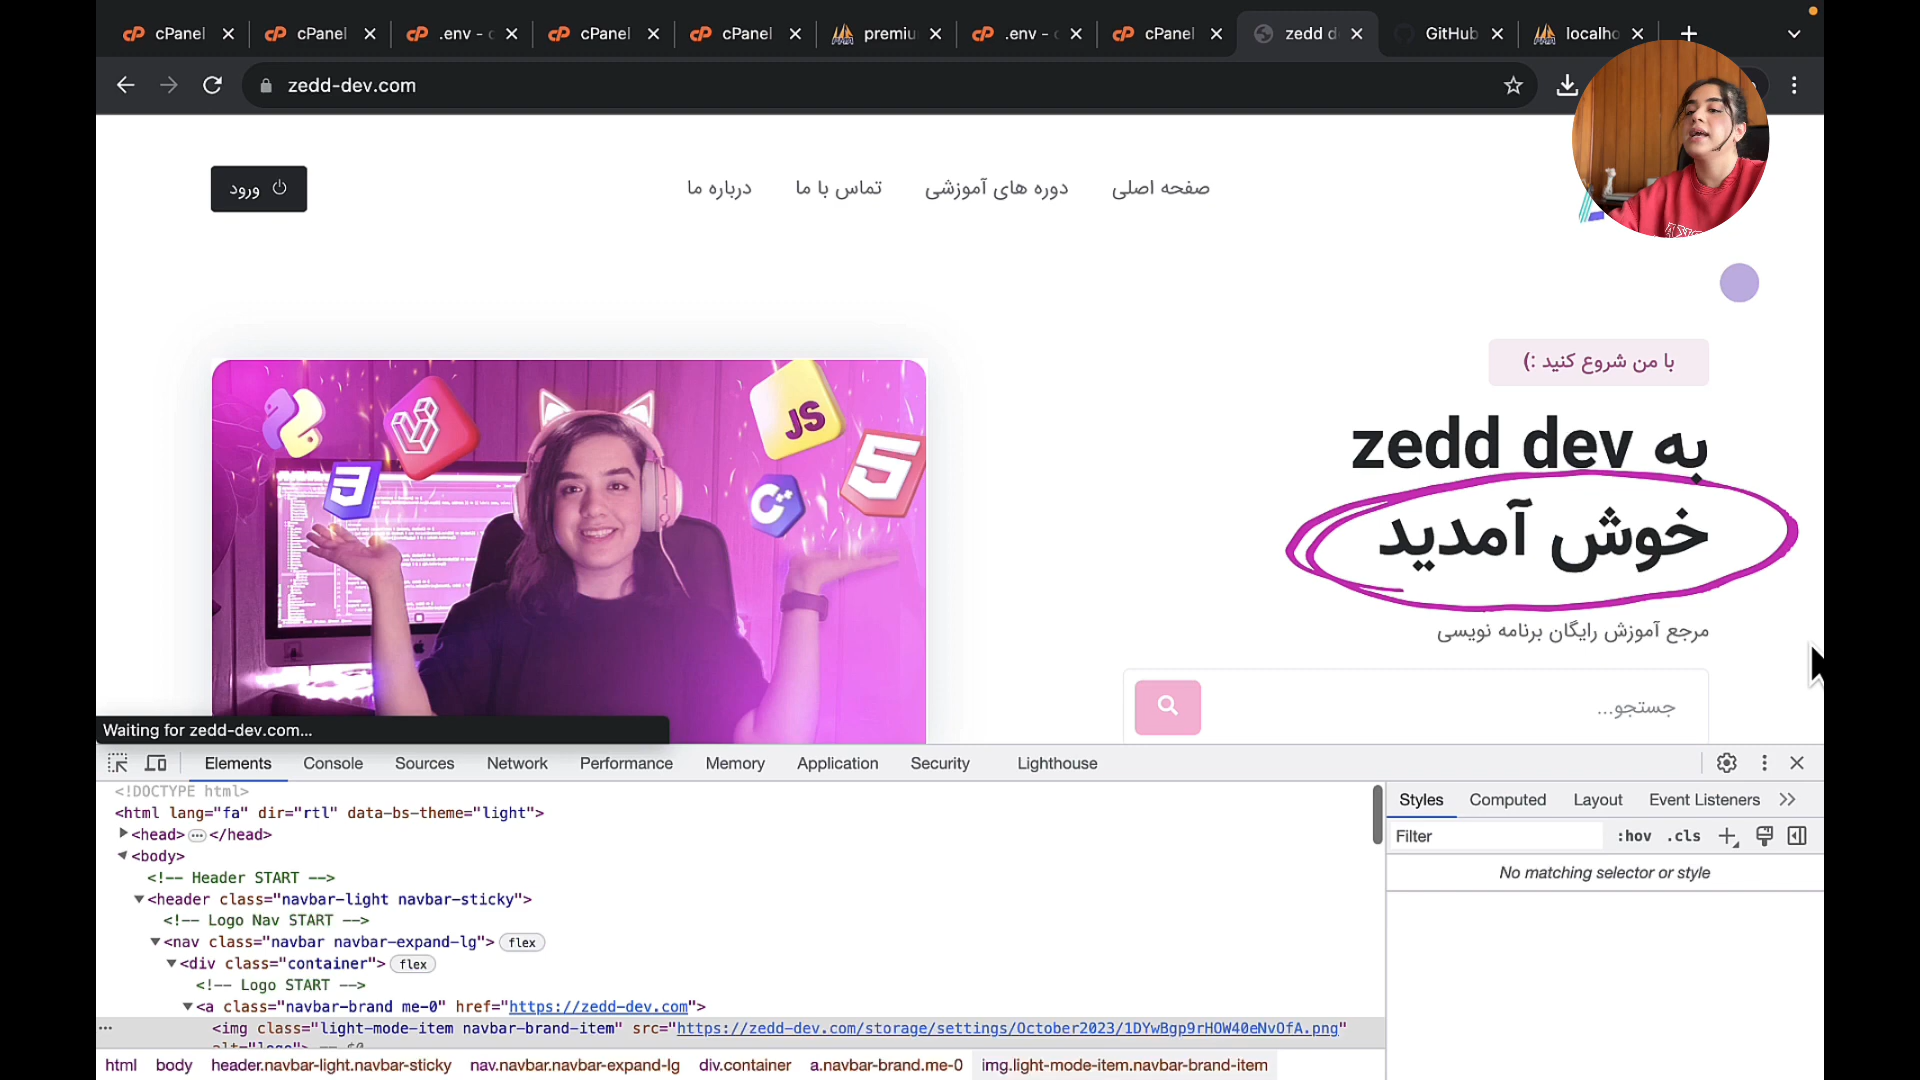 cPanel
cPanel
.env - c
cPanel
cPanel
premiu
.env - c
cPanel
zedd d
GitHub
localho
zedd-dev.com
صفحه اصلی
دوره های آموزشی
تماس با ما
درباره ما
ورود
با من شروع کنید :)
به zedd dev
خوش آمدید
مرجع آموزش رایگان برنامه نویسی
جستجو...
JS
Waiting for zedd-dev.com...
Elements Console Sources Network Performance Memory Application Security Lighthouse
<!DOCTYPE html>
<html lang="fa" dir="rtl" data-bs-theme="light">
<head> ... </head>
<body>
<!-- Header START -->
<header class="navbar-light navbar-sticky">
<!-- Logo Nav START -->
<nav class="navbar navbar-expand-lg"> flex
<div class="container"> flex
<!-- Logo START -->
<a class="navbar-brand me-0" href="https://zedd-dev.com">
<img class="light-mode-item navbar-brand-item" src="https://zedd-dev.com/storage/settings/October2023/1DYwBgp9rHOW40eNvOfA.png"
html body header.navbar-light.navbar-sticky nav.navbar.navbar-expand-lg div.container a.navbar-brand.me-0 img.light-mode-item.navbar-brand-item
Styles Computed Layout Event Listeners
Filter :hov .cls
No matching selector or style